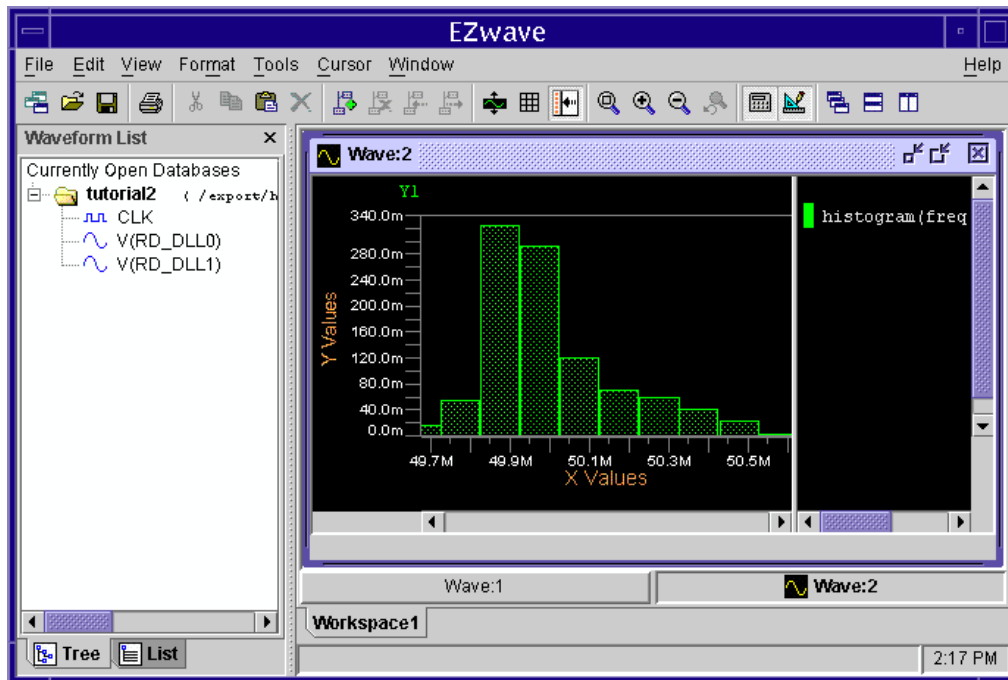 EZwave
File Edit View Format Tools Cursor Window Help
Waveform List
Currently Open Databases
tutorial2 ( /export/h
CLK
V(RD_DLL0)
V(RD_DLL1)
Tree List
Wave:2
Y1
340.0m
280.0m
240.0m
200.0m
160.0m
120.0m
80.0m
40.0m
0.0m
Y Values
49.7M 49.9M 50.1M 50.3M 50.5M
X Values
histogram(freq
Wave:1 Wave:2
Workspace1
2:17 PM